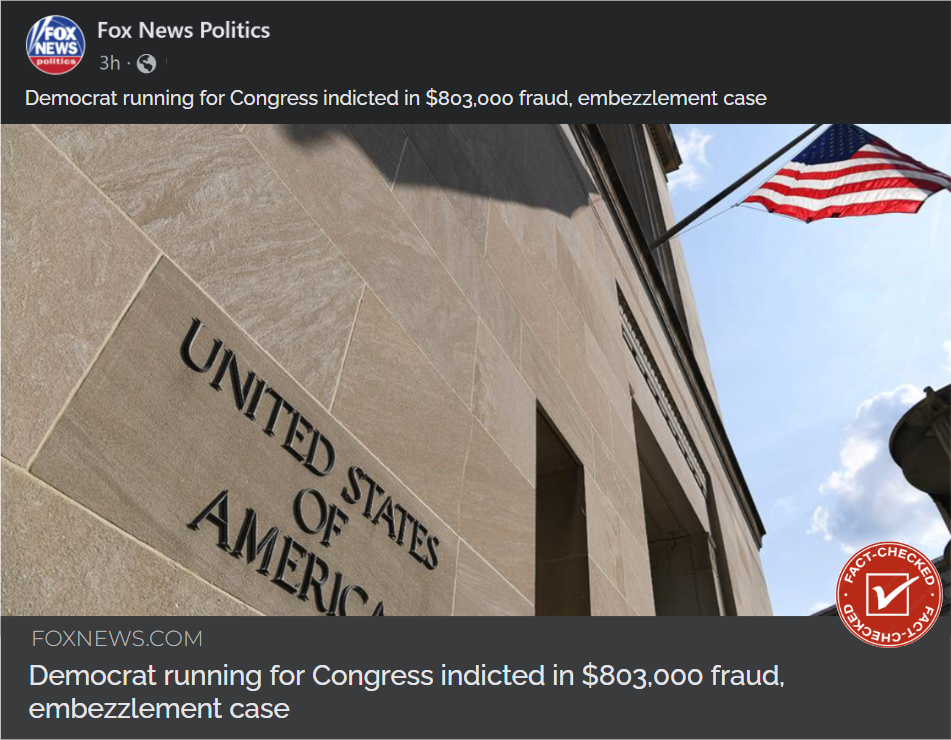 FOX
NEWS
politics
Fox News Politics
3h ·
Democrat running for Congress indicted in $803,000 fraud, embezzlement case
UNITED STATES
OF
AMERICA
FACT-CHECKED
FACT-CHECKED
FOXNEWS.COM
Democrat running for Congress indicted in $803,000 fraud,
embezzlement case